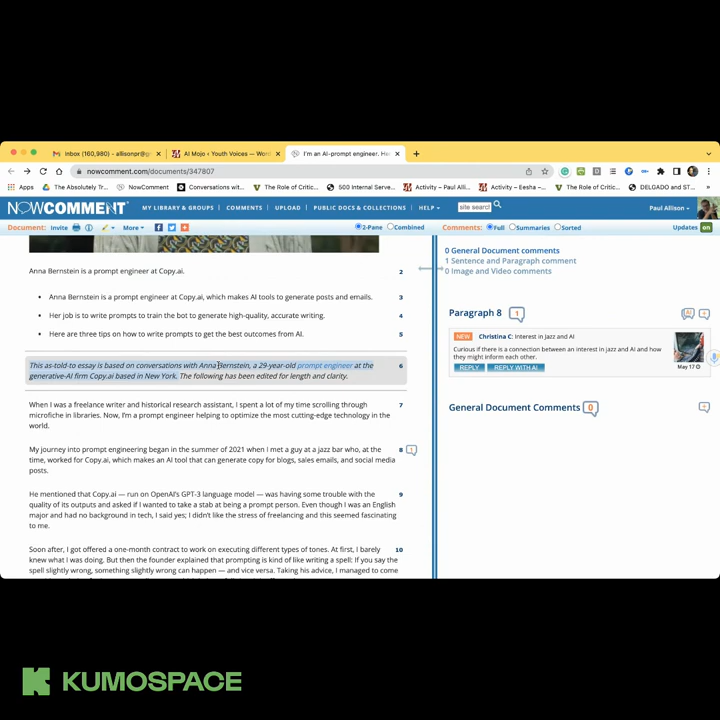 Inbox (160,980) - allisonpr@gr
AI Mojo ‹ Youth Voices — Wor
I'm an AI-prompt engineer. He
nowcomment.com/documents/347807
Apps
The Absolutely Tr...
NowComment
Conversations wit...
The Role of Critic...
500 Internal Serve...
Activity – Paul Alli...
Activity – Eesha –...
The Role of Critic...
DELGADO and ST...
NOWCOMMENT
MY LIBRARY & GROUPS
COMMENTS
UPLOAD
PUBLIC DOCS & COLLECTIONS
HELP
site search
Paul Allison
Document: Invite
More
2-Pane
Combined
Comments:
Full
Summaries
Sorted
Updates on
Anna Bernstein is a prompt engineer at Copy.ai.
2
• Anna Bernstein is a prompt engineer at Copy.ai, which makes AI tools to generate posts and emails.
3
• Her job is to write prompts to train the bot to generate high-quality, accurate writing.
4
• Here are three tips on how to write prompts to get the best outcomes from AI.
5
This as-told-to essay is based on conversations with Anna Bernstein, a 29-year-old prompt engineer at the
6
generative-AI firm Copy.ai based in New York. The following has been edited for length and clarity.
When I was a freelance writer and historical research assistant, I spent a lot of my time scrolling through
7
microfiche in libraries. Now, I'm a prompt engineer helping to optimize the most cutting-edge technology in the
world.
My journey into prompt engineering began in the summer of 2021 when I met a guy at a jazz bar who, at the
8
1
time, worked for Copy.ai, which makes an AI tool that can generate copy for blogs, sales emails, and social media
posts.
He mentioned that Copy.ai — run on OpenAI's GPT-3 language model — was having some trouble with the
9
quality of its outputs and asked if I wanted to take a stab at being a prompt person. Even though I was an English
major and had no background in tech, I said yes; I didn't like the stress of freelancing and this seemed fascinating
to me.
Soon after, I got offered a one-month contract to work on executing different types of tones. At first, I barely
10
knew what I was doing. But then the founder explained that prompting is kind of like writing a spell: If you say the
spell slightly wrong, something slightly wrong can happen — and vice versa. Taking his advice, I managed to come
0 General Document comments
1 Sentence and Paragraph comment
0 Image and Video comments
Paragraph 8
1
AI
NEW
Christina C: Interest in Jazz and AI
Curious if there is a connection between an interest in jazz and AI and how
they might inform each other.
REPLY
REPLY WITH AI
May 17
General Document Comments
0
KUMOSPACE